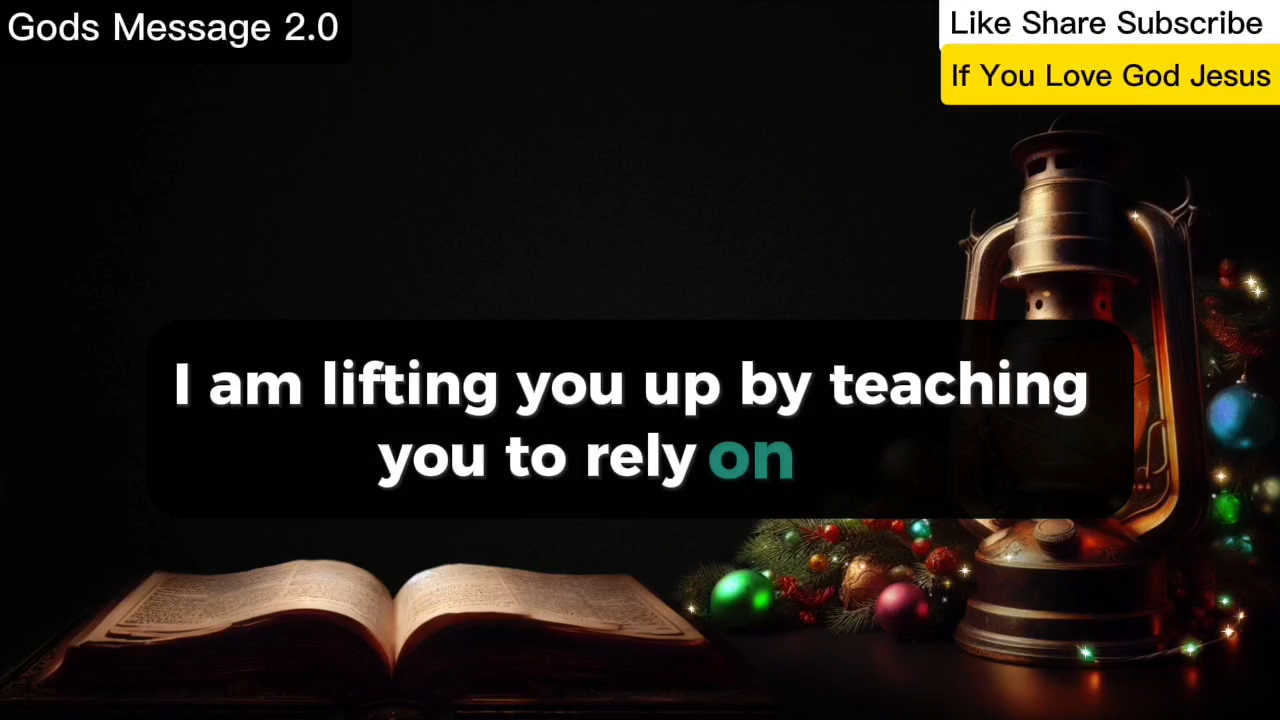 Gods Message 2.0
Like Share Subscribe
If You Love God Jesus
I am lifting you up by teaching
you to rely on